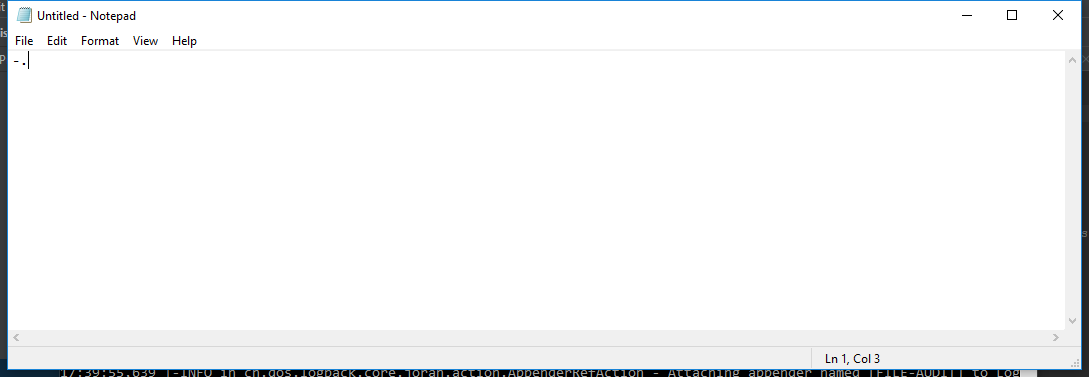 Untitled - Notepad
File Edit Format View Help
-.
Ln 1, Col 3
17:39:55.639 |-INFO in ch.qos.logback.core.joran.action.AppenderRefAction - Attaching appender named [FILE-AUDIT] to Log